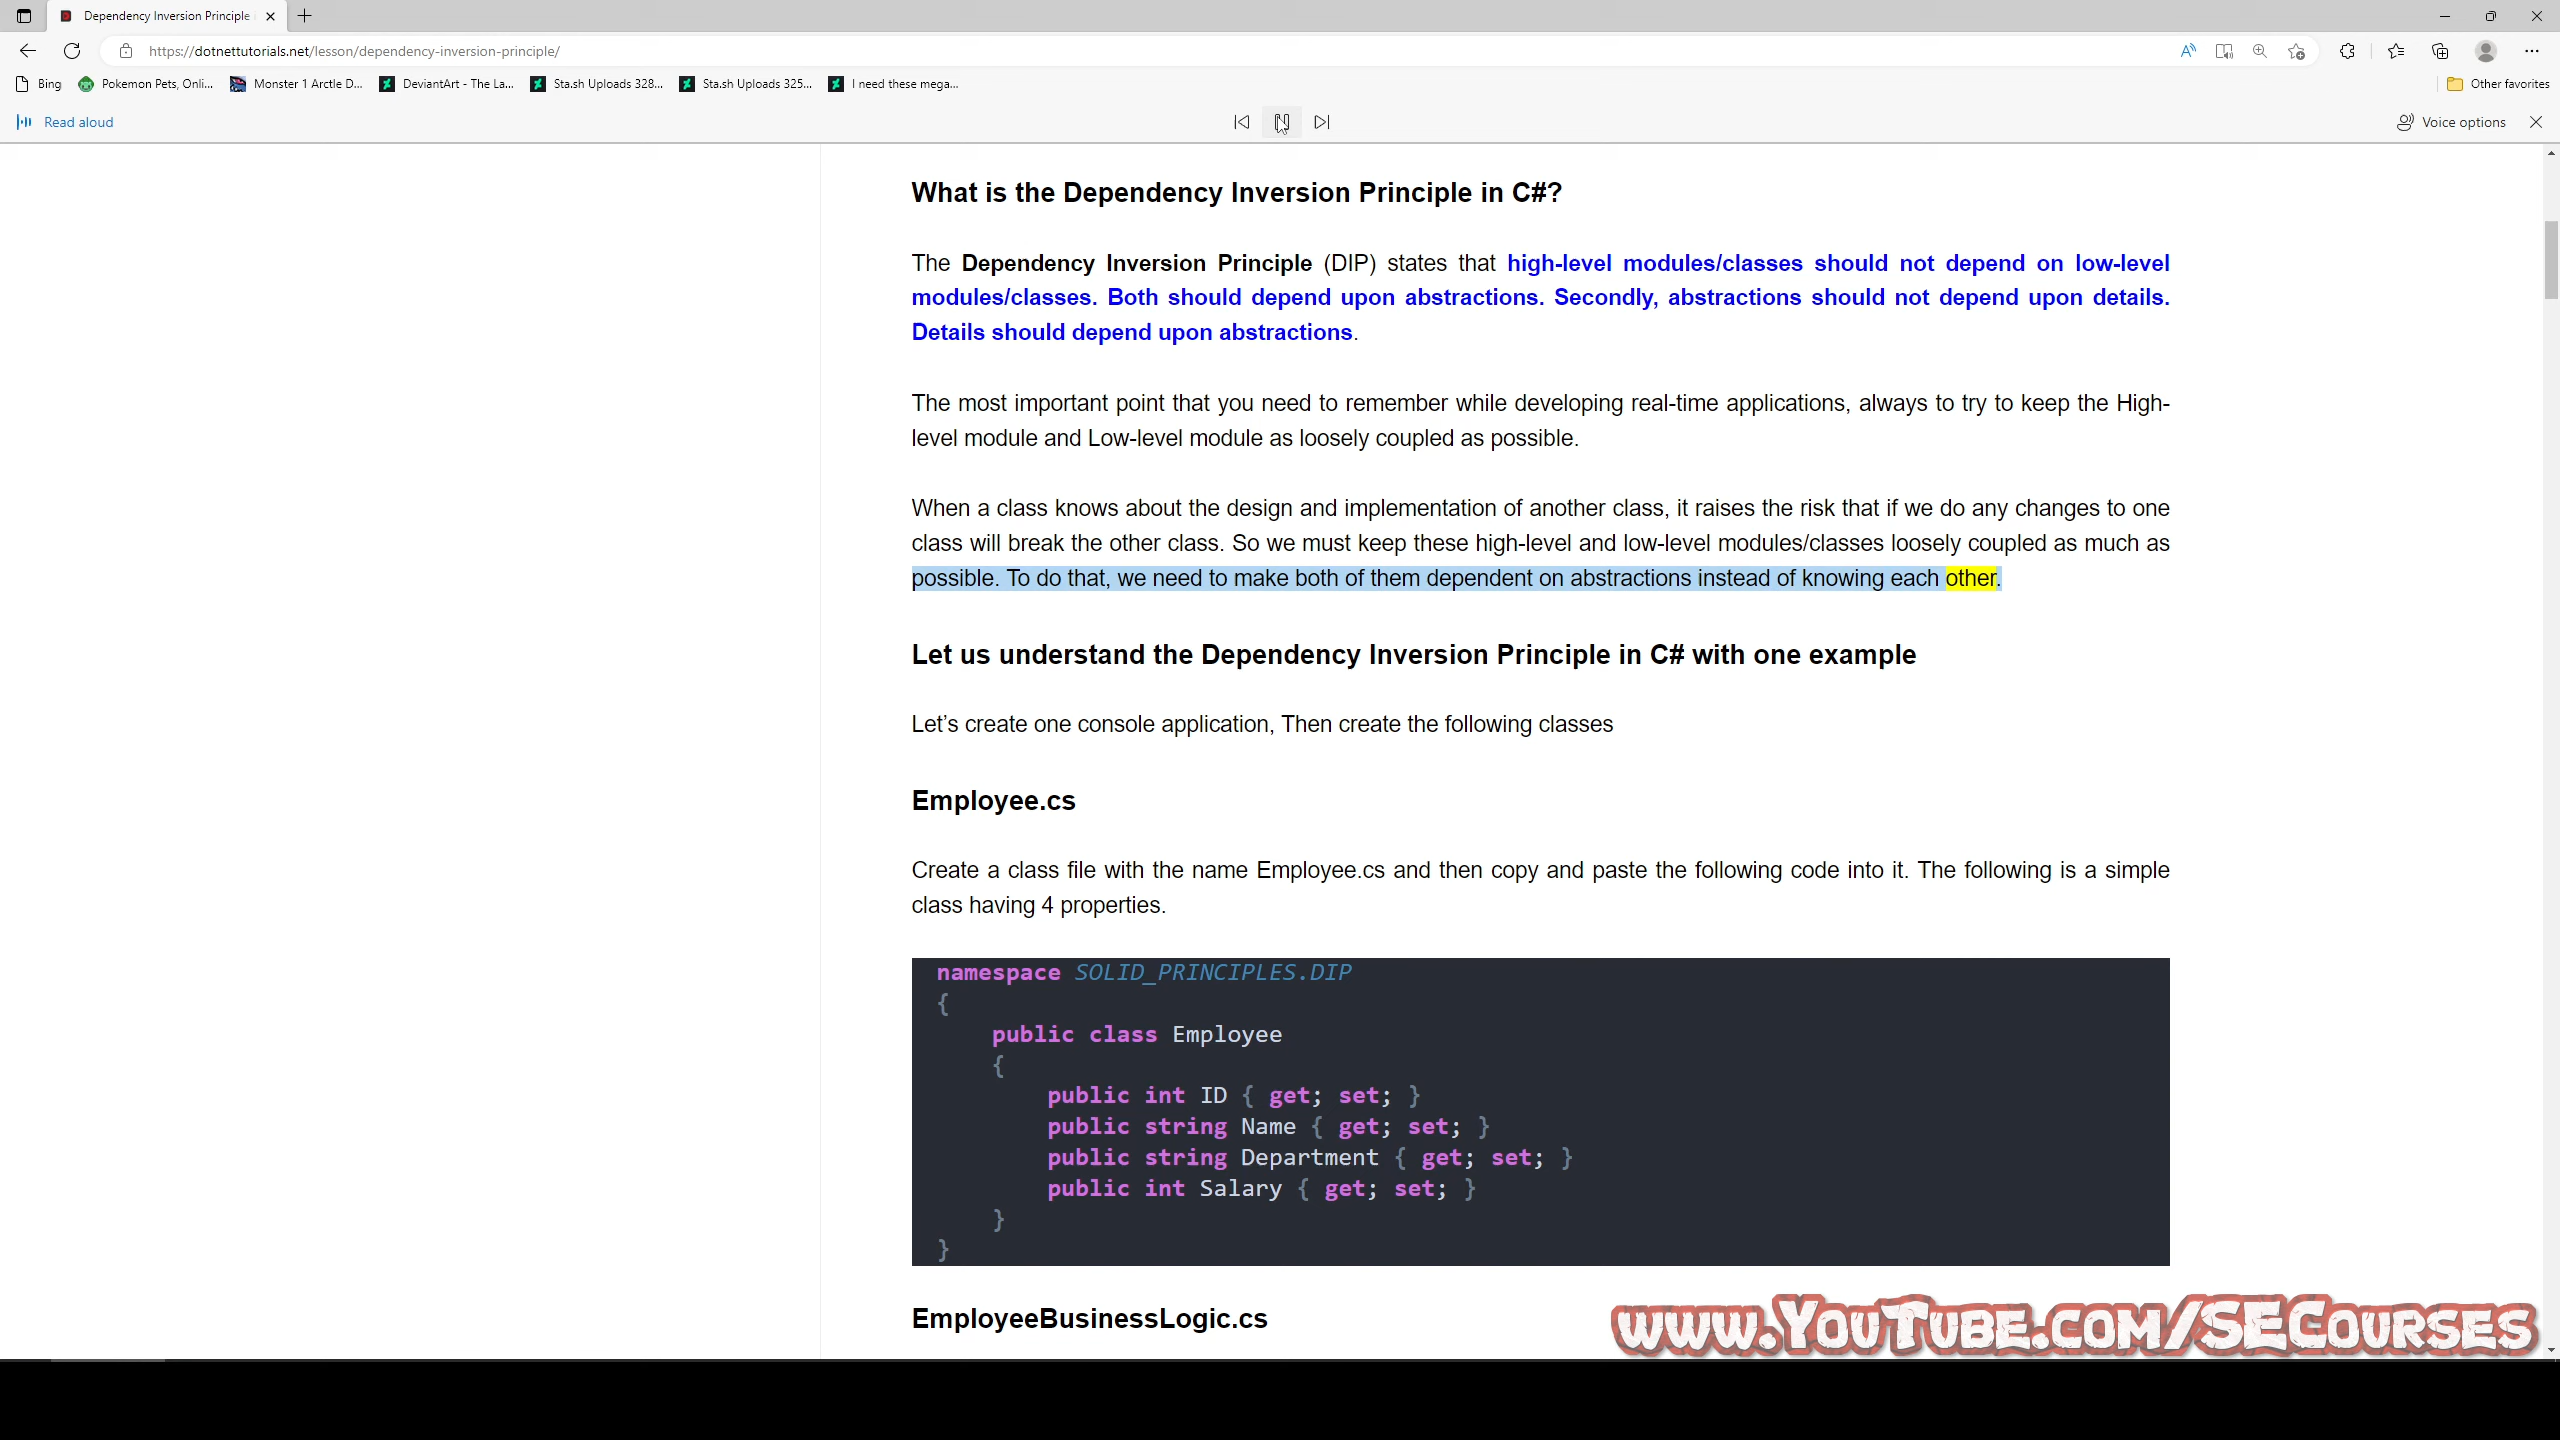 Dependency Inversion Principle
https://dotnettutorials.net/lesson/dependency-inversion-principle/
Bing
Pokemon Pets, Onli...
Monster 1 Arctle D...
DeviantArt - The La...
Sta.sh Uploads 328...
Sta.sh Uploads 325...
I need these mega...
Other favorites
Read aloud
Voice options
What is the Dependency Inversion Principle in C#?
The Dependency Inversion Principle (DIP) states that high-level modules/classes should not depend on low-level
modules/classes. Both should depend upon abstractions. Secondly, abstractions should not depend upon details.
Details should depend upon abstractions.
The most important point that you need to remember while developing real-time applications, always to try to keep the High-
level module and Low-level module as loosely coupled as possible.
When a class knows about the design and implementation of another class, it raises the risk that if we do any changes to one
class will break the other class. So we must keep these high-level and low-level modules/classes loosely coupled as much as
possible. To do that, we need to make both of them dependent on abstractions instead of knowing each other.
Let us understand the Dependency Inversion Principle in C# with one example
Let’s create one console application, Then create the following classes
Employee.cs
Create a class file with the name Employee.cs and then copy and paste the following code into it. The following is a simple
class having 4 properties.
namespace SOLID_PRINCIPLES.DIP
{
public class Employee
{
public int ID { get; set; }
public string Name { get; set; }
public string Department { get; set; }
public int Salary { get; set; }
}
}
EmployeeBusinessLogic.cs
www.YouTube.com/SECourses